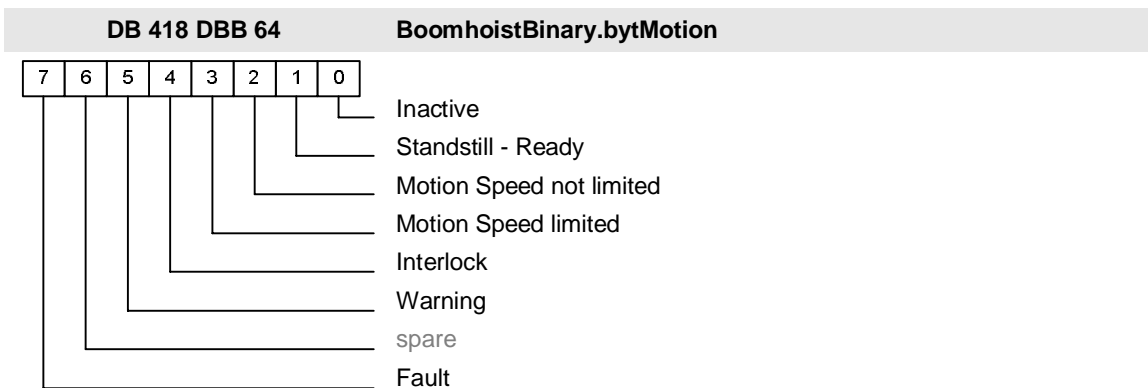 DB 418 DBB 64 BoomhoistBinary.bytMotion
7 6 5 4 3 2 1 0
Inactive
Standstill - Ready
Motion Speed not limited
Motion Speed limited
Interlock
Warning
spare
Fault